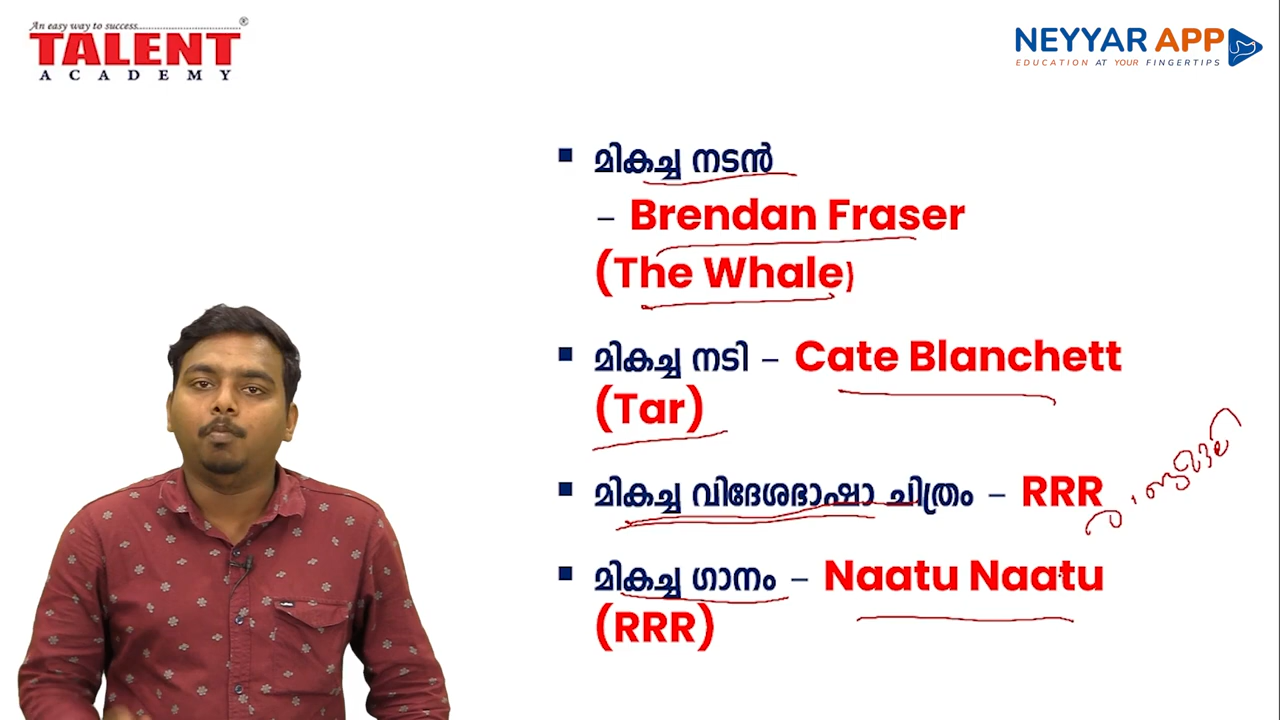 An easy way to success
TALENT
ACADEMY
NEYYAR APP
EDUCATION AT YOUR FINGERTIPS
മികച്ച നടൻ
– Brendan Fraser
(The Whale)
മികച്ച നടി – Cate Blanchett
(Tar)
മികച്ച വിദേശഭാഷാ ചിത്രം – RRR
മികച്ച ഗാനം – Naatu Naatu
(RRR)